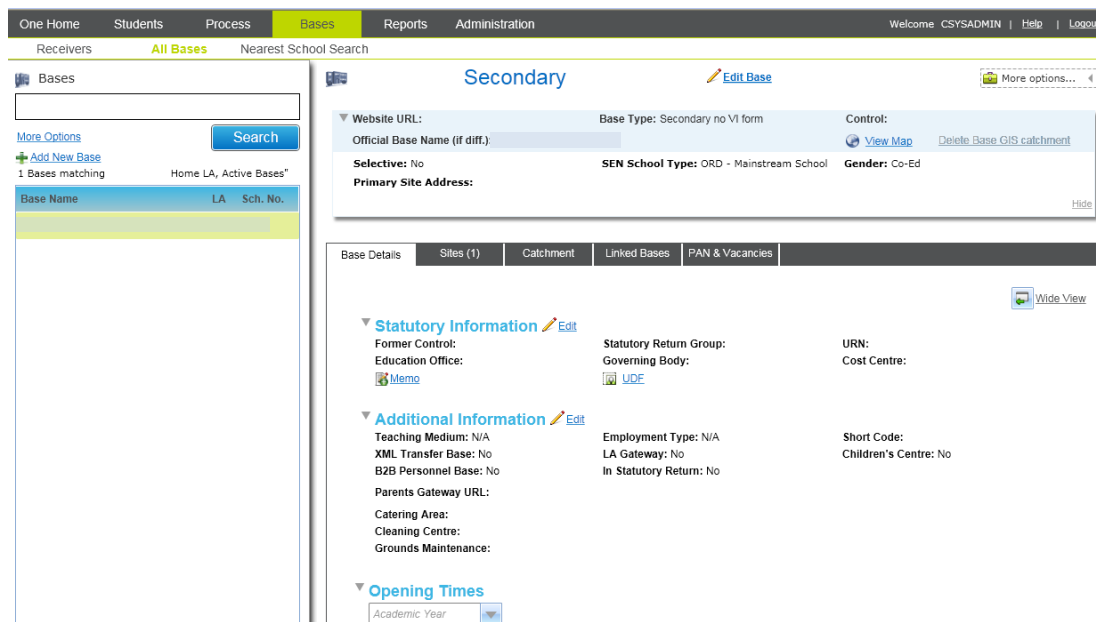 One Home Students Process Bases Reports Administration Welcome CSYSADMIN | Help | Logou
Receivers All Bases Nearest School Search
Bases
More Options Search
Add New Base
1 Bases matching Home LA, Active Bases"
Base Name LA Sch. No.
Secondary Edit Base More options...
Website URL: Base Type: Secondary no VI form Control:
Official Base Name (if diff.): View Map Delete Base GIS catchment
Selective: No SEN School Type: ORD - Mainstream School Gender: Co-Ed
Primary Site Address:
Hide
Base Details Sites (1) Catchment Linked Bases PAN & Vacancies
Wide View
Statutory Information Edit
Former Control: Statutory Return Group: URN:
Education Office: Governing Body: Cost Centre:
Memo UDF
Additional Information Edit
Teaching Medium: N/A Employment Type: N/A Short Code:
XML Transfer Base: No LA Gateway: No Children's Centre: No
B2B Personnel Base: No In Statutory Return: No
Parents Gateway URL:
Catering Area:
Cleaning Centre:
Grounds Maintenance:
Opening Times
Academic Year